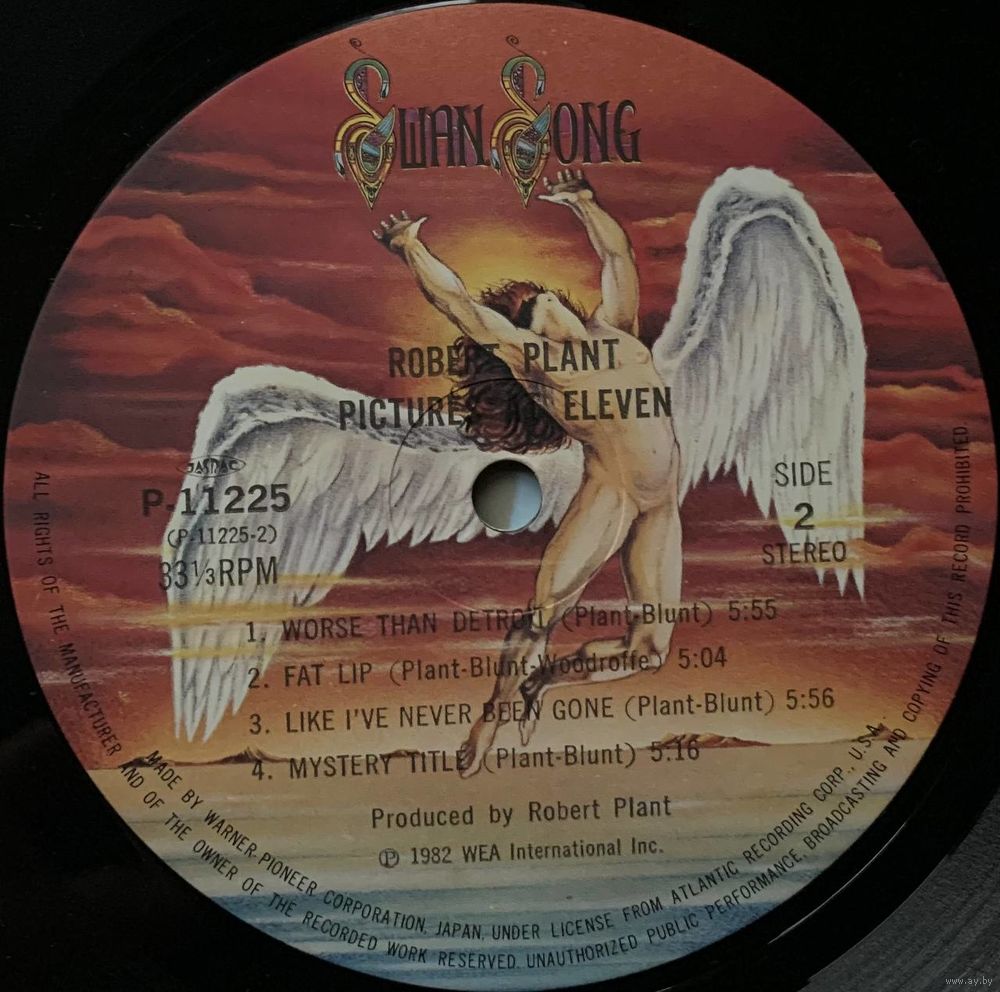 SWAN SONG
ROBERT PLANT
PICTURES AT ELEVEN
JASRAC
P-11225
(P-11225-2)
33⅓RPM
SIDE
2
STEREO
1. WORSE THAN DETROIT (Plant-Blunt) 5:55
2. FAT LIP (Plant-Blunt-Woodroffe) 5:04
3. LIKE I'VE NEVER BEEN GONE (Plant-Blunt) 5:56
4. MYSTERY TITLE (Plant-Blunt) 5:16
Produced by Robert Plant
Ⓟ 1982 WEA International Inc.
MADE BY WARNER-PIONEER CORPORATION, JAPAN, UNDER LICENSE FROM ATLANTIC RECORDING CORP., U.S.A.
ALL RIGHTS OF THE MANUFACTURER AND OF THE OWNER OF THE RECORDED WORK RESERVED. UNAUTHORIZED PUBLIC PERFORMANCE, BROADCASTING AND COPYING OF THIS RECORD PROHIBITED.
www.ay.by